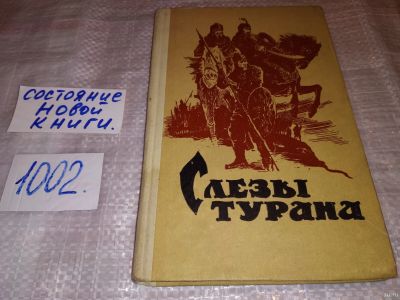 состояние
новой
книги.
1002.
Слезы
Турана